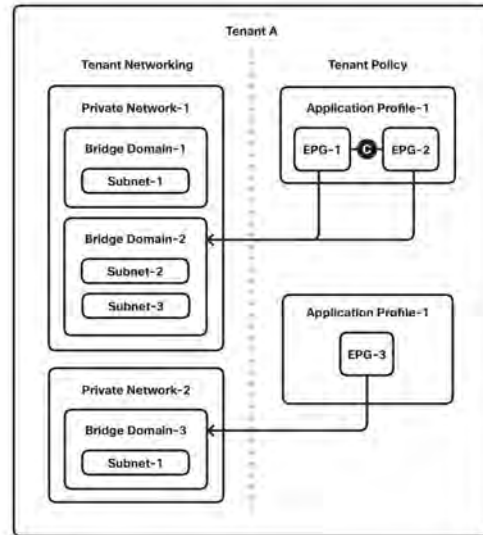 Tenant A
Tenant Networking
Tenant Policy
Private Network-1
Bridge Domain-1
Subnet-1
Bridge Domain-2
Subnet-2
Subnet-3
Application Profile-1
EPG-1
C
EPG-2
Application Profile-1
EPG-3
Private Network-2
Bridge Domain-3
Subnet-1